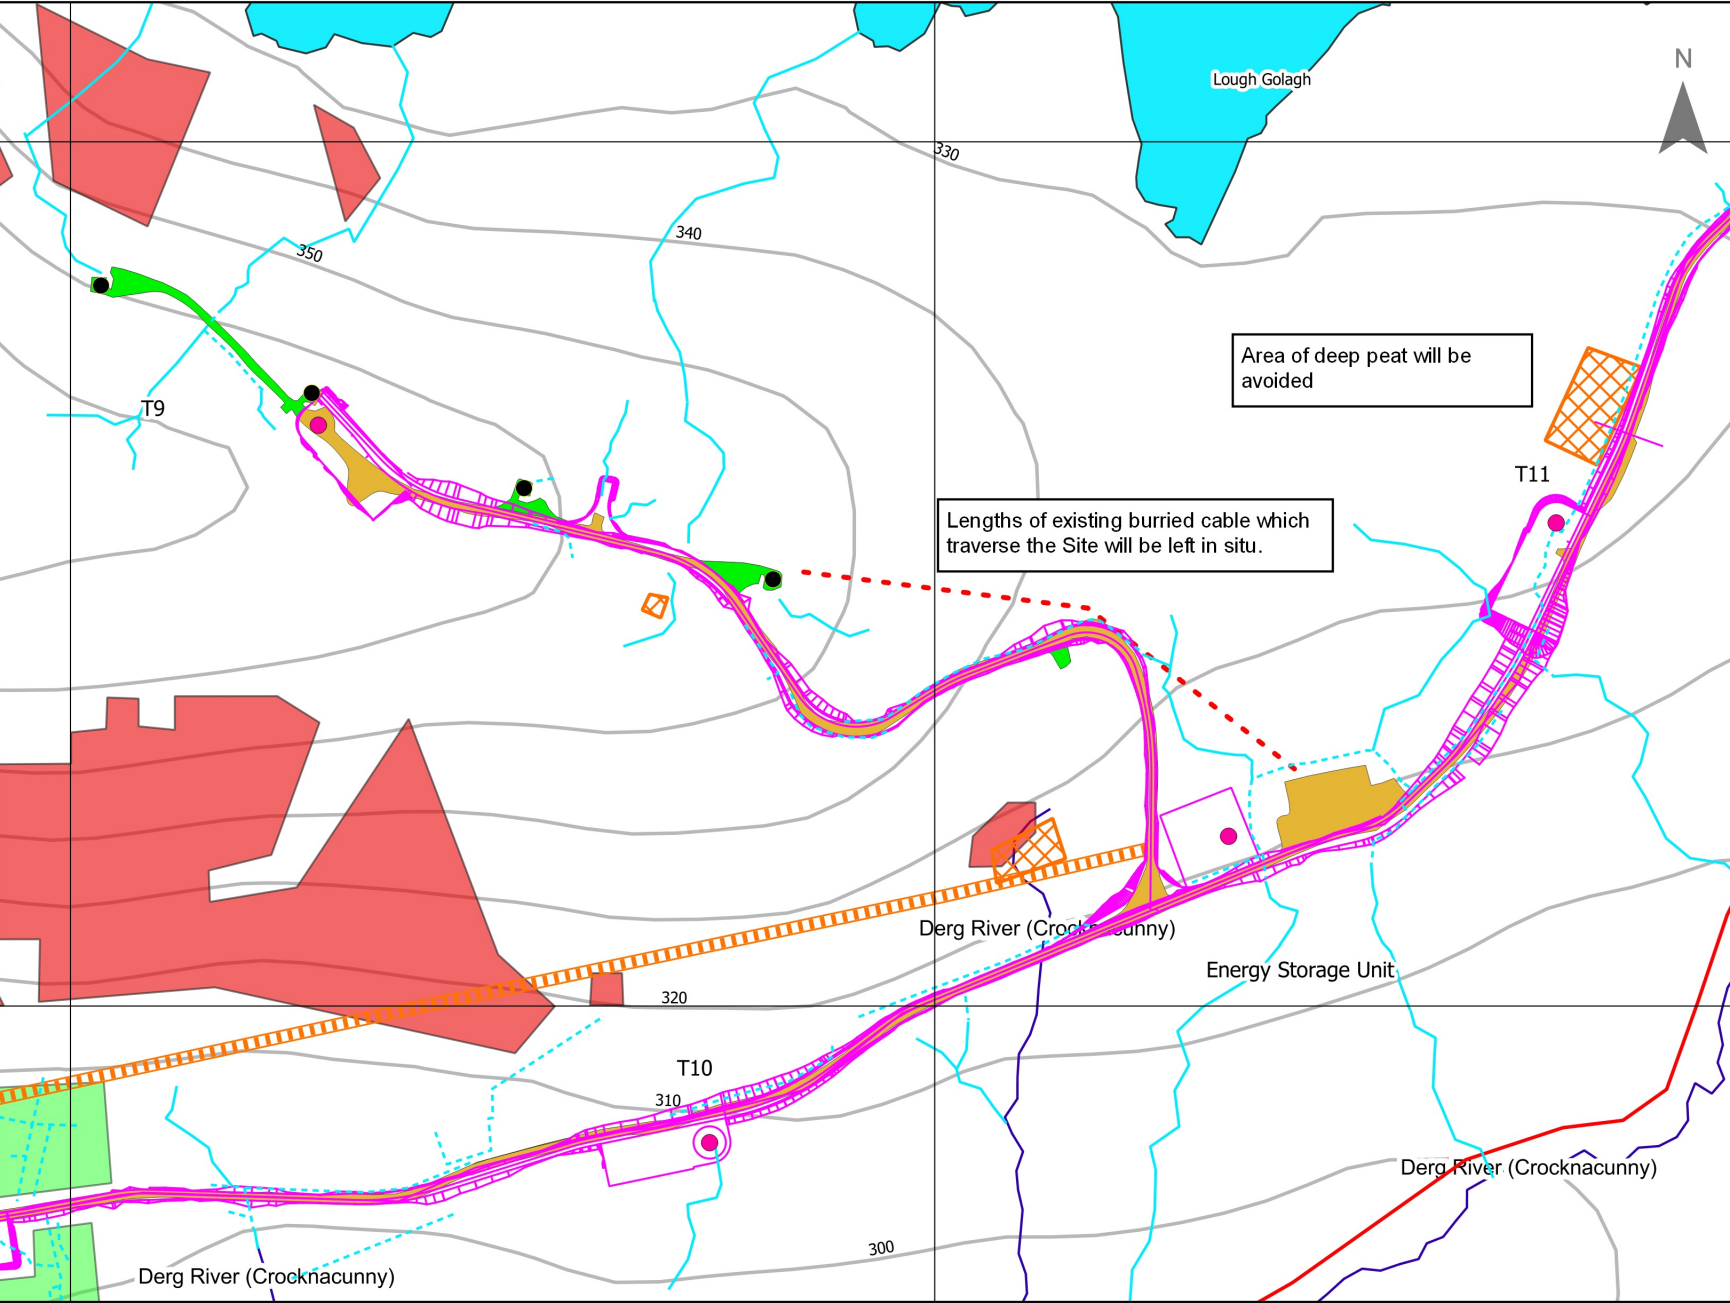 N
Lough Golagh
330
340
350
Area of deep peat will be
avoided
T9
T11
Lengths of existing burried cable which
traverse the Site will be left in situ.
Derg River (Crocknacunny)
Energy Storage Unit
320
T10
310
Derg River (Crocknacunny)
300
Derg River (Crocknacunny)